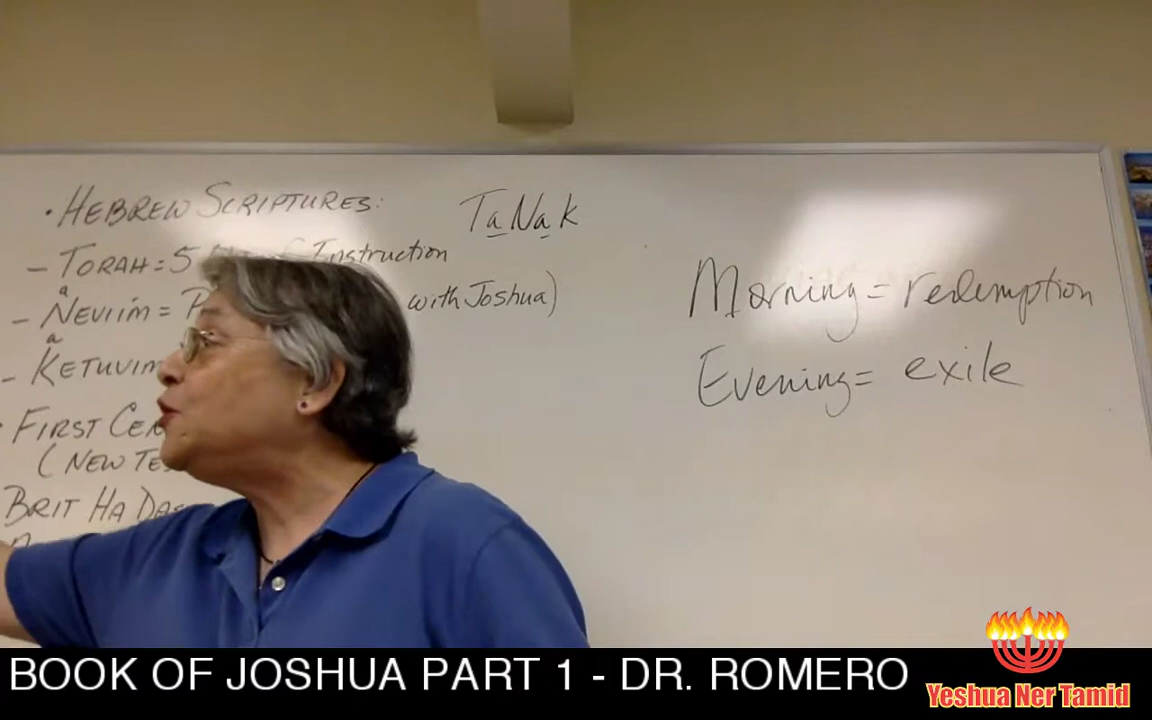 • HEBREW SCRIPTURES:
TaNaK
– TORAH = 5 Instruction
a
– NEVIIM = with Joshua)
a
– KETUVIM
• FIRST
( NEW
BRIT HA
Morning = redemption
Evening = exile
BOOK OF JOSHUA PART 1 - DR. ROMERO
Yeshua Ner Tamid